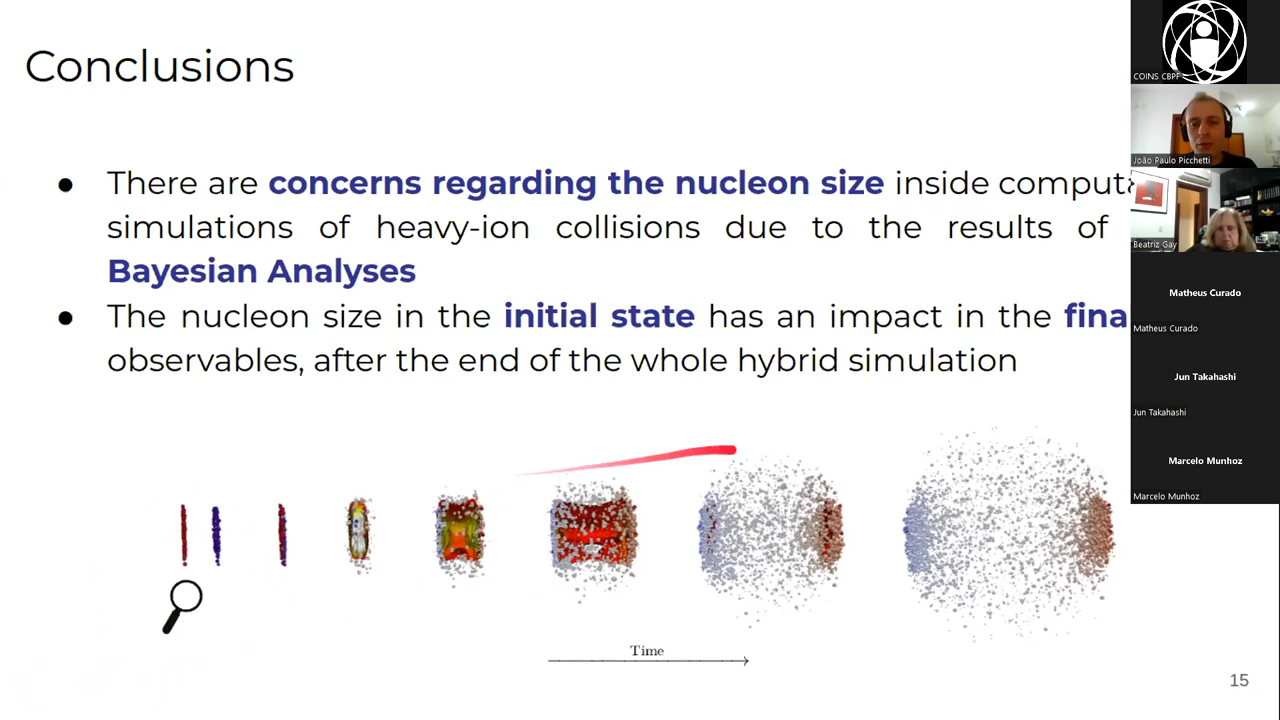 Conclusions
● There are concerns regarding the nucleon size inside
simulations of heavy-ion collisions due to the results of
Bayesian Analyses
● The nucleon size in the initial state has an impact in the
observables, after the end of the whole hybrid simulation
Time
15
COINS CBPF
João Paulo Picchetti
Beatriz Gay
Matheus Curado
Matheus Curado
Jun Takahashi
Jun Takahashi
Marcelo Munhoz
Marcelo Munhoz